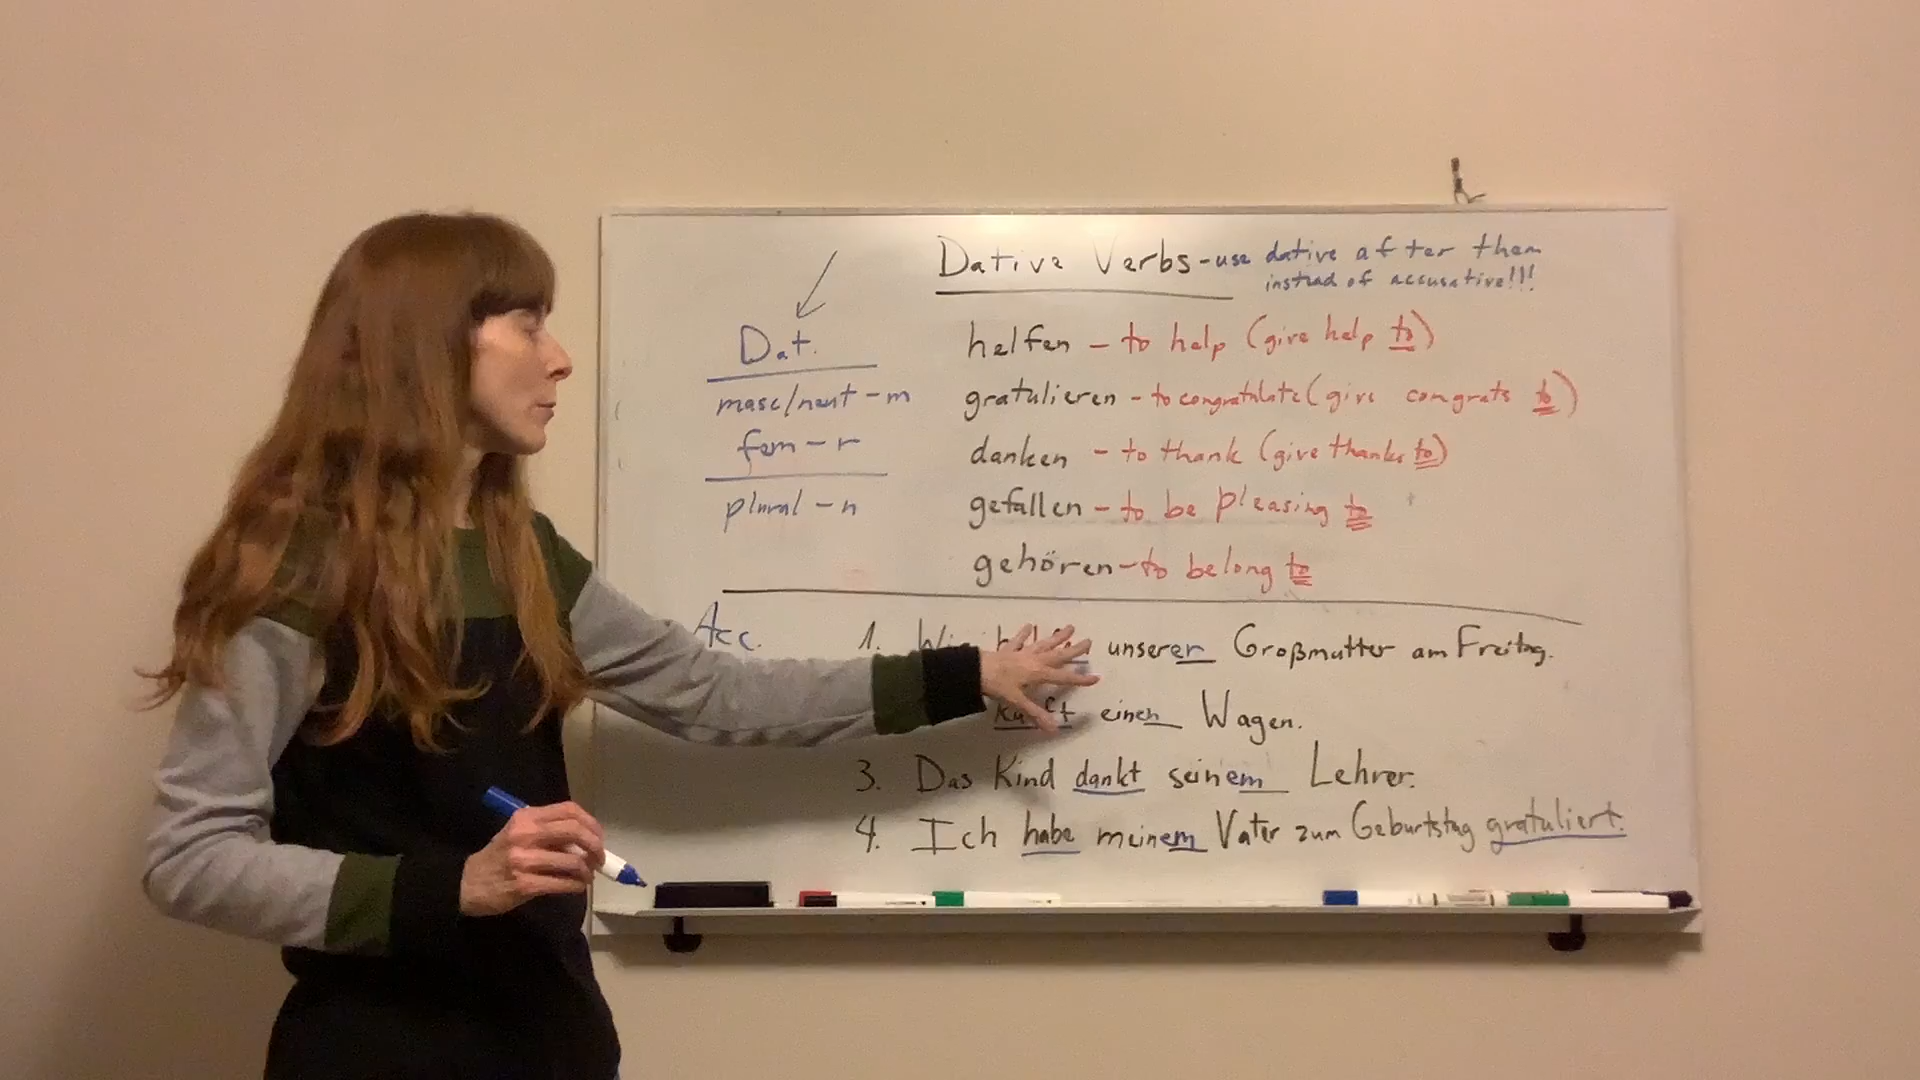 Dative Verbs - use dative after them
instead of accusative!!!
Dat.
masc/neut - m
fem - r
plural - n
helfen - to help (give help to)
gratulieren - to congratulate (give congrats to)
danken - to thank (give thanks to)
gefallen - to be pleasing to
gehören - to belong to
Acc.
1. unserer Großmutter am Freitag.
kauft einen Wagen.
3. Das Kind dankt seinem Lehrer.
4. Ich habe meinem Vater zum Geburtstag gratuliert.